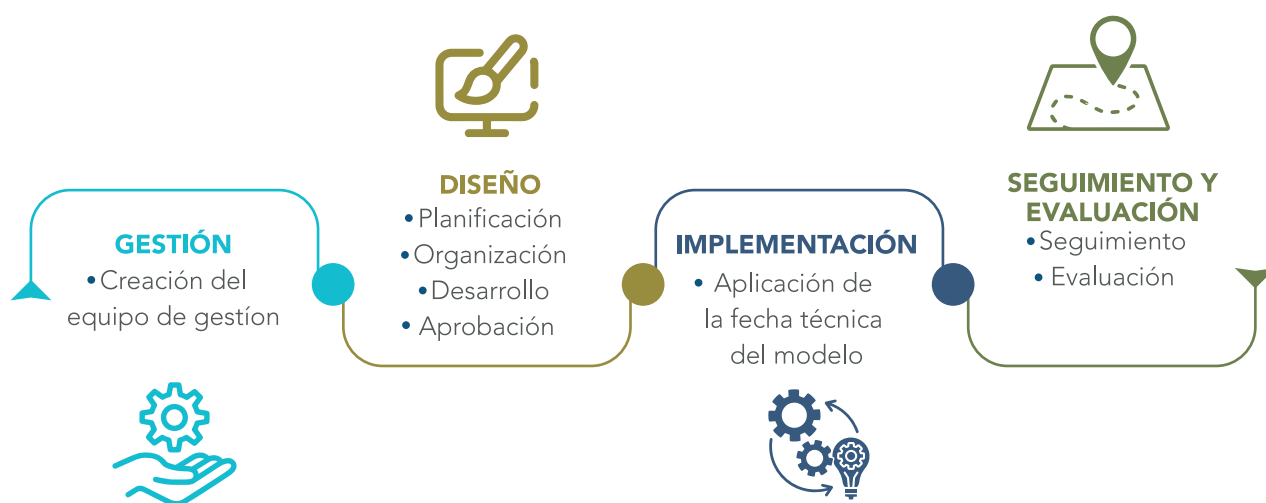 GESTIÓN
• Creación del
equipo de gestíon
DISEÑO
• Planificación
• Organización
• Desarrollo
• Aprobación
IMPLEMENTACIÓN
• Aplicación de
la fecha técnica
del modelo
SEGUIMIENTO Y
EVALUACIÓN
• Seguimiento
• Evaluación